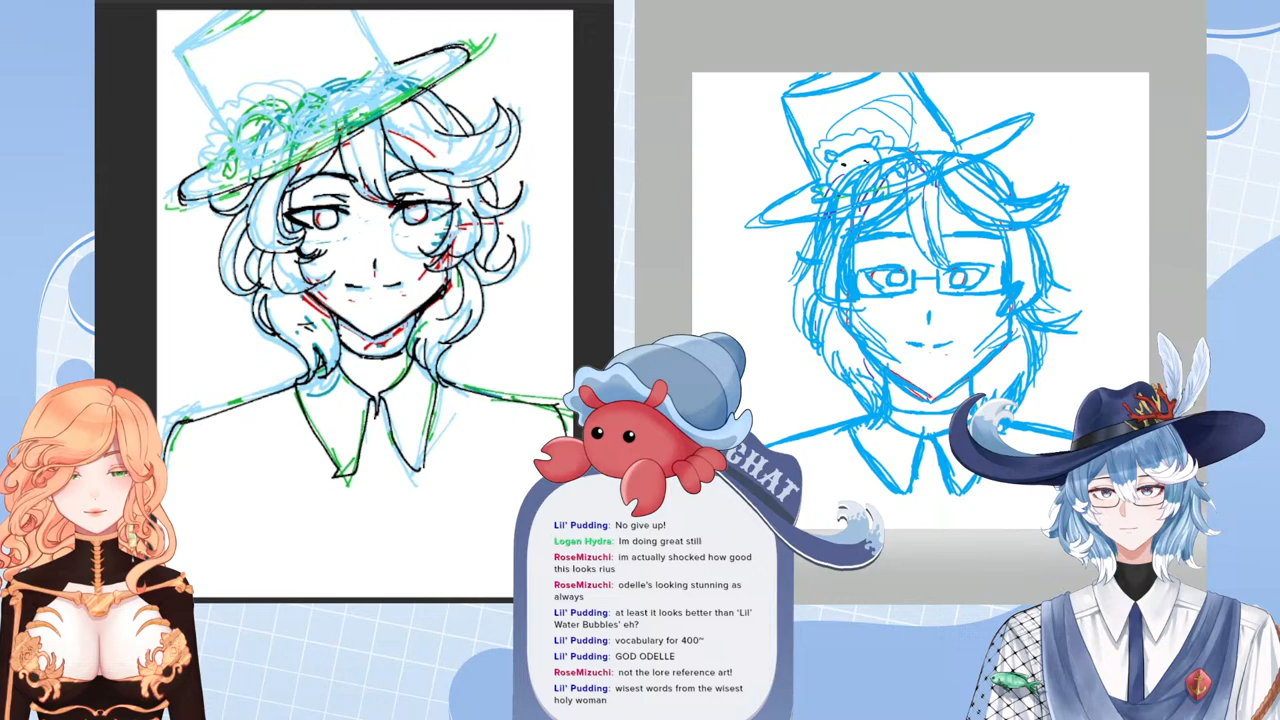 CHAT
Lil' Pudding: No give up!
Logan Hydra: Im doing great still
RoseMizuchi: im actually shocked how good
this looks rius
RoseMizuchi: odelle's looking stunning as
always
Lil' Pudding: at least it looks better than 'Lil'
Water Bubbles' eh?
Lil' Pudding: vocabulary for 400~
Lil' Pudding: GOD ODELLE
RoseMizuchi: not the lore reference art!
Lil' Pudding: wisest words from the wisest
holy woman